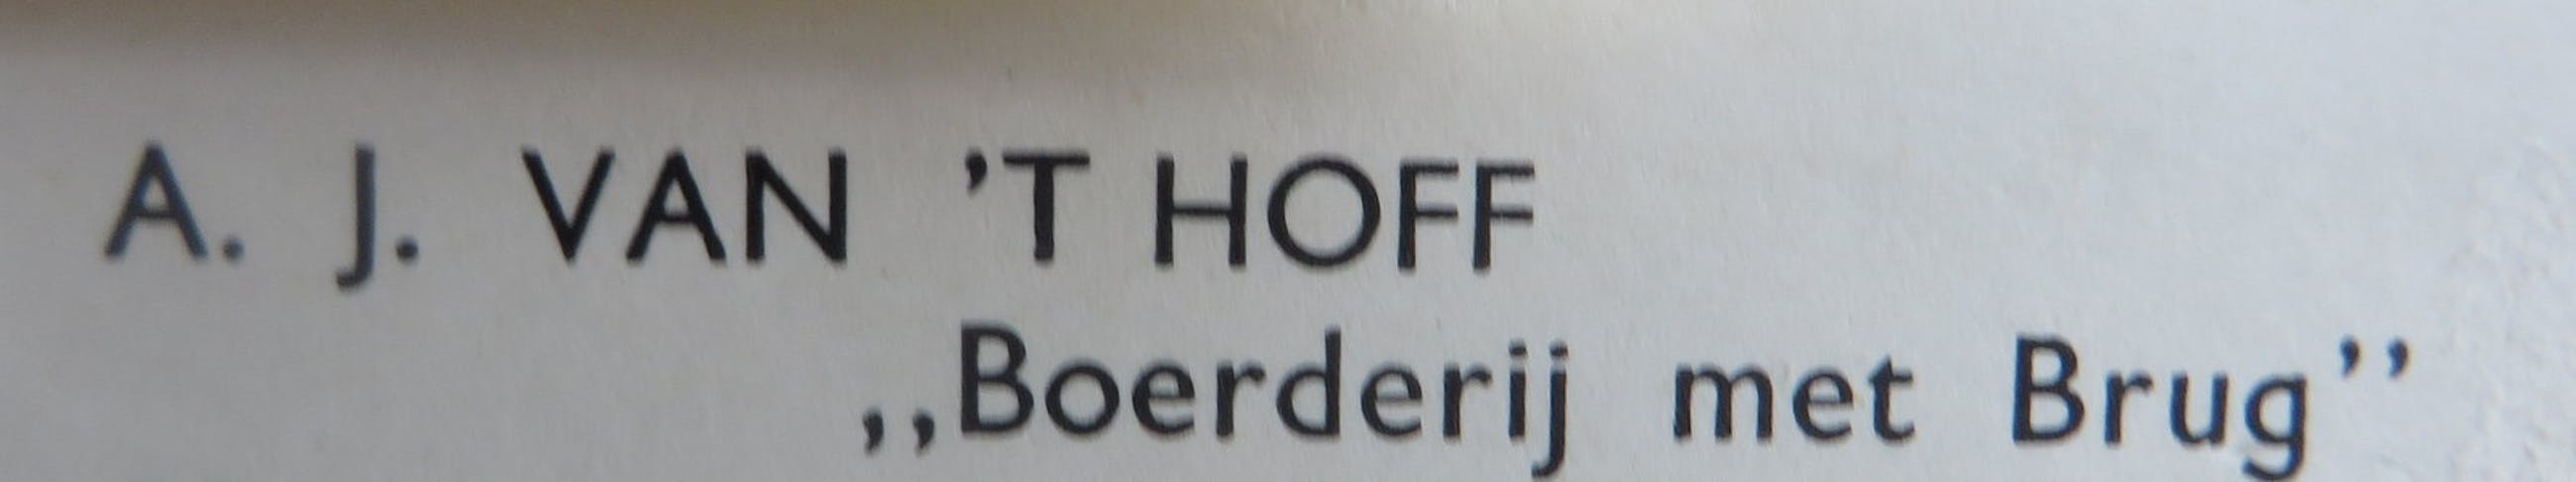 A. J. VAN 'T HOFF
,,Boerderij met Brug’’